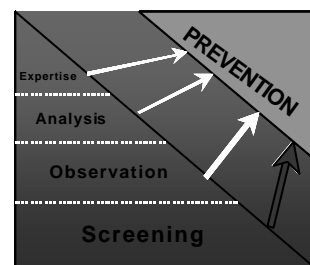 PREVENTION
Expertise
Analysis
Observation
Screening